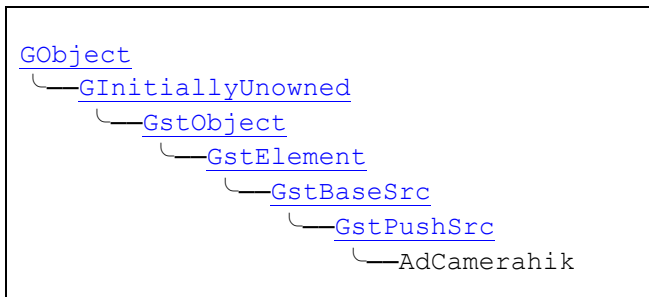 GObject
╰──GInitiallyUnowned
╰──GstObject
╰──GstElement
╰──GstBaseSrc
╰──GstPushSrc
╰──AdCamerahik